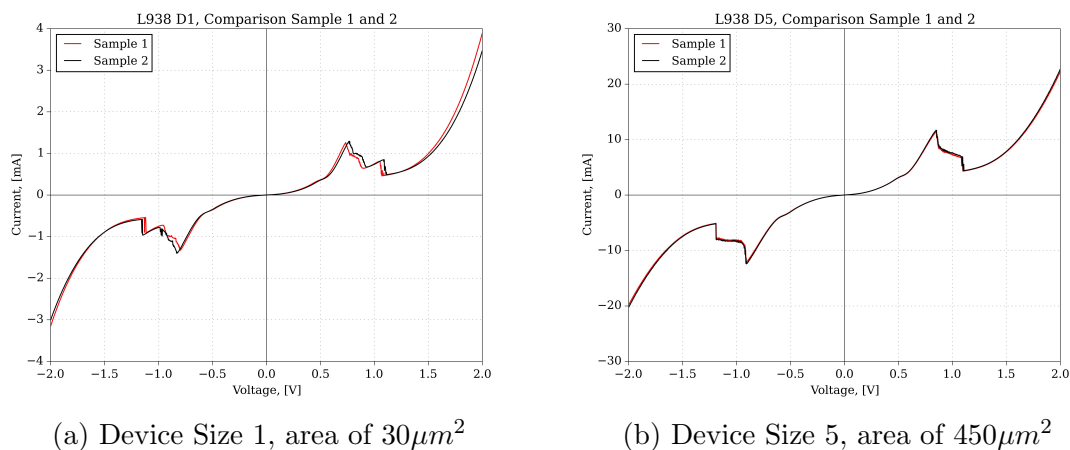 L938 D1, Comparison Sample 1 and 2
Sample 1
Sample 2
4
3
2
1
0
−1
−2
−3
−4
Current, [mA]
−2.0 −1.5 −1.0 −0.5 0.0 0.5 1.0 1.5 2.0
Voltage, [V]
(a) Device Size 1, area of 30μm²
L938 D5, Comparison Sample 1 and 2
Sample 1
Sample 2
30
20
10
0
−10
−20
−30
Current, [mA]
−2.0 −1.5 −1.0 −0.5 0.0 0.5 1.0 1.5 2.0
Voltage, [V]
(b) Device Size 5, area of 450μm²